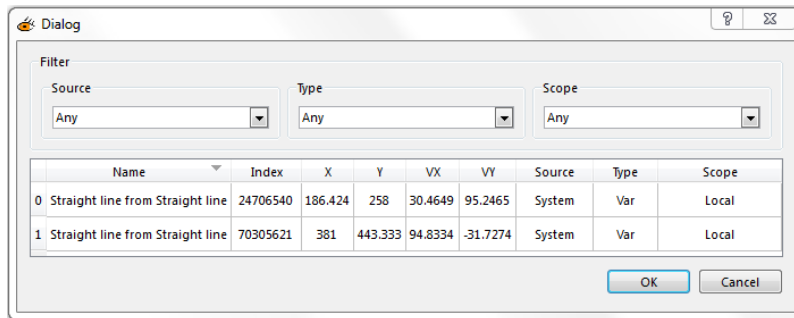 Dialog
Filter
Source Type Scope
Any Any Any
Name Index X Y VX VY Source Type Scope
0 Straight line from Straight line 24706540 186.424 258 30.4649 95.2465 System Var Local
1 Straight line from Straight line 70305621 381 443.333 94.8334 -31.7274 System Var Local
OK Cancel